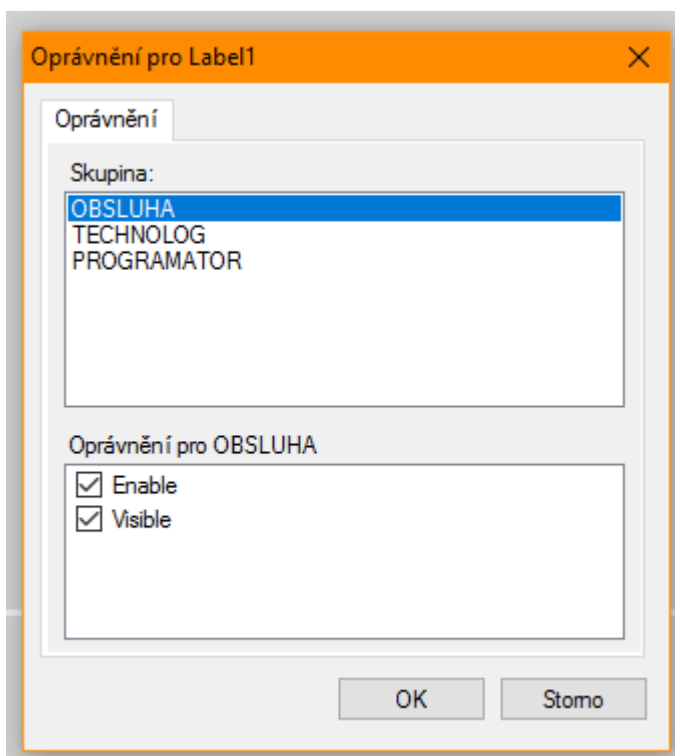 Oprávnění pro Label1
Oprávnění
Skupina:
OBSLUHA
TECHNOLOG
PROGRAMATOR
Oprávnění pro OBSLUHA
Enable
Visible
OK
Storno